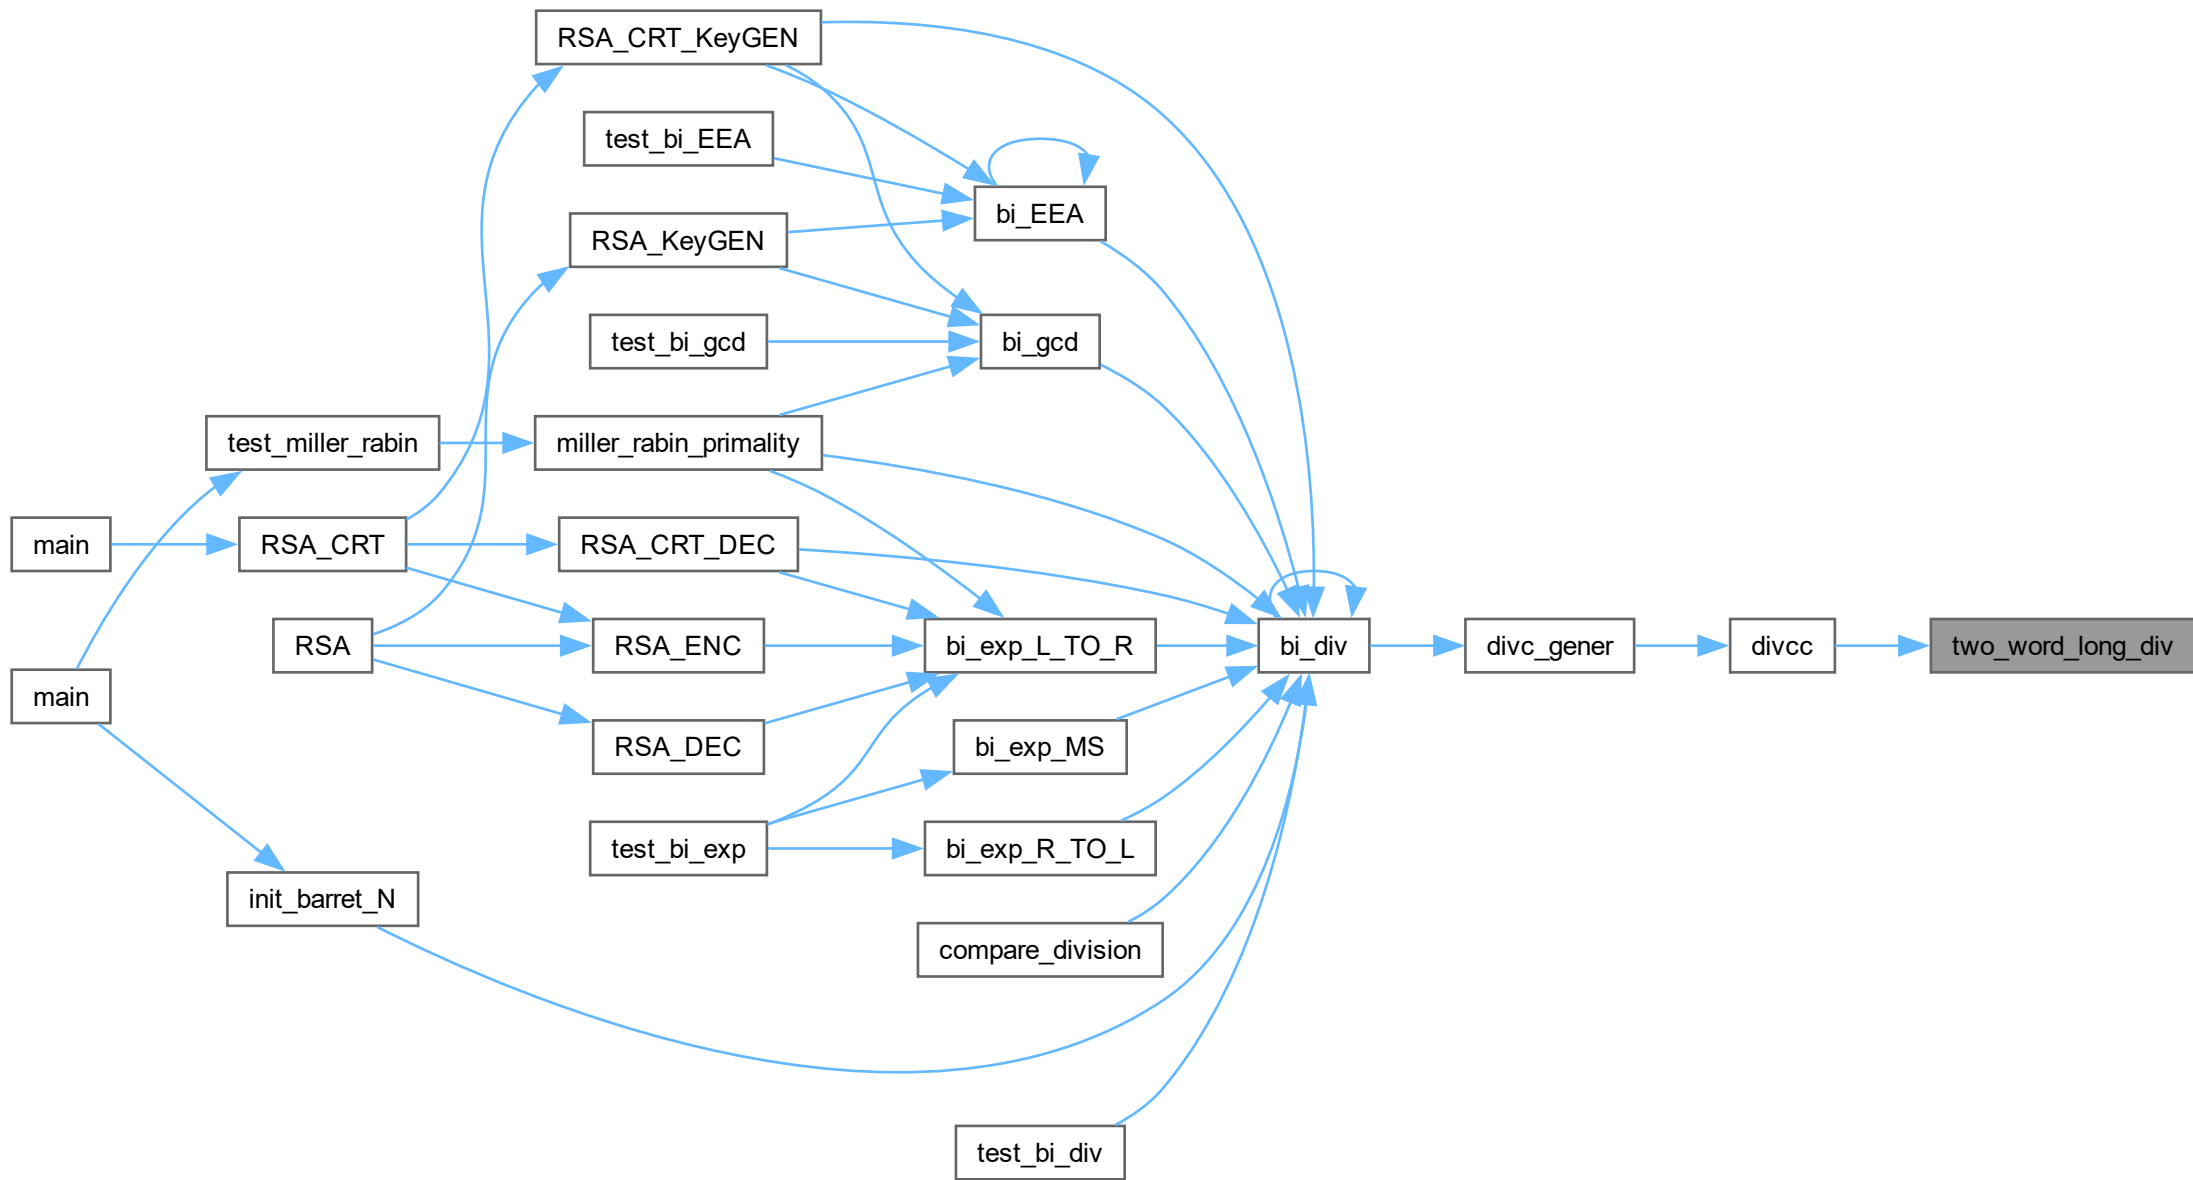 RSA_CRT_KeyGEN
test_bi_EEA
bi_EEA
RSA_KeyGEN
test_bi_gcd
bi_gcd
test_miller_rabin
miller_rabin_primality
main
RSA_CRT
RSA_CRT_DEC
RSA
RSA_ENC
bi_exp_L_TO_R
bi_div
divc_gener
divcc
two_word_long_div
main
RSA_DEC
bi_exp_MS
test_bi_exp
bi_exp_R_TO_L
init_barret_N
compare_division
test_bi_div